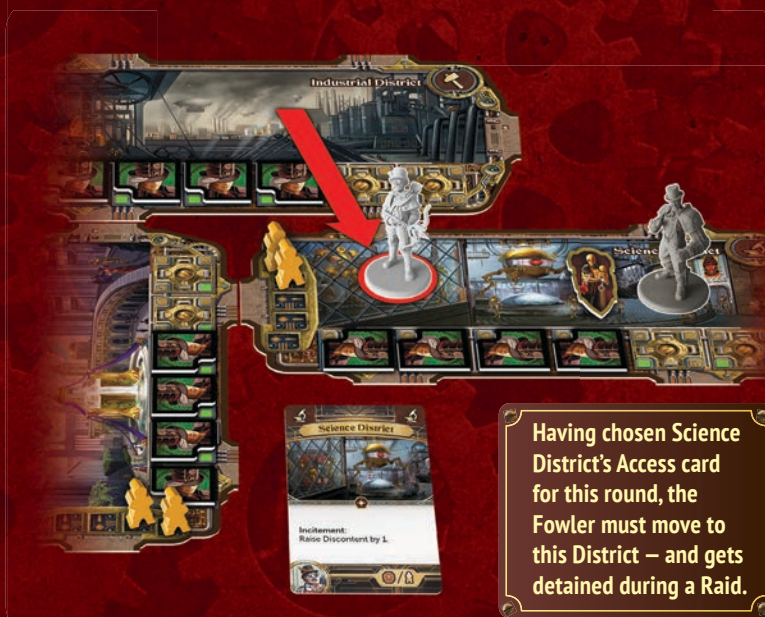 Industrial District
Scien
Science District
Incitement:
Raise Discontent by 1.
Having chosen Science
District's Access card
for this round, the
Fowler must move to
this District — and gets
detained during a Raid.